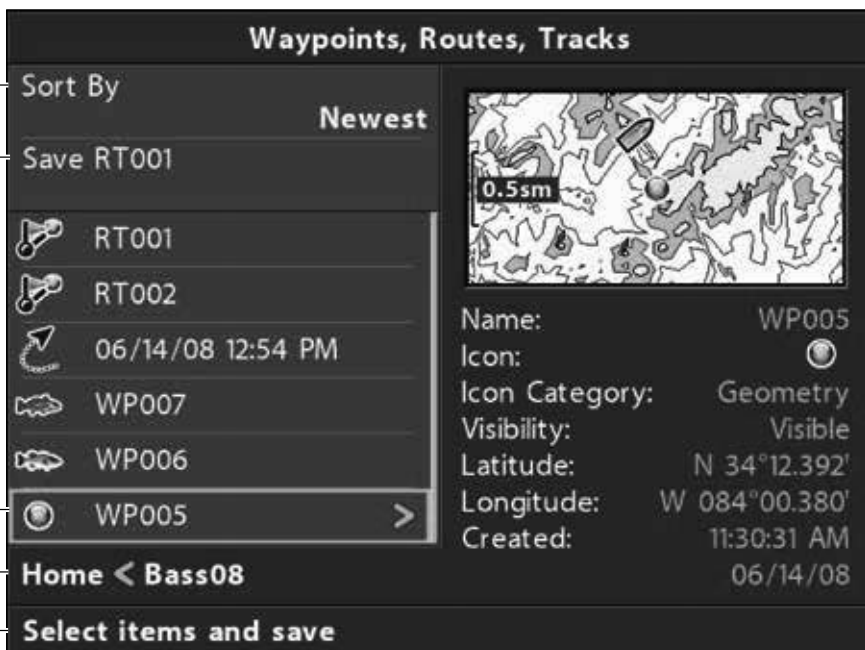 Waypoints, Routes, Tracks
Sort By
Newest
Save RT001
RT001
RT002
06/14/08 12:54 PM
WP007
WP006
WP005 >
Home < Bass08
Select items and save
0.5sm
Name: WP005
Icon:
Icon Category: Geometry
Visibility: Visible
Latitude: N 34°12.392'
Longitude: W 084°00.380'
Created: 11:30:31 AM
06/14/08